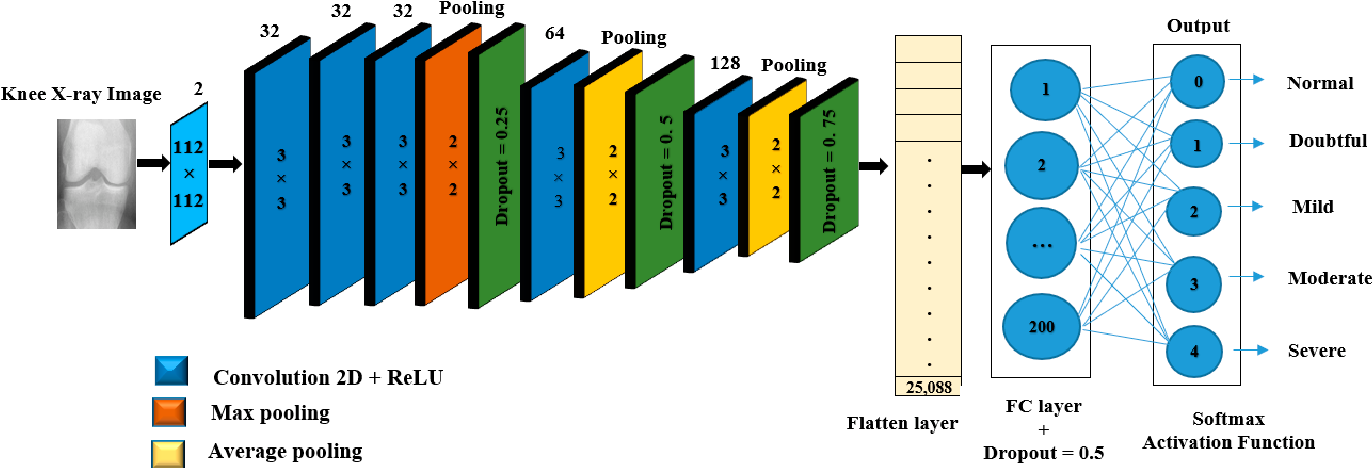 Knee X-ray Image
2
112
×
112
32
3
×
3
32
3
×
3
32
3
×
3
Pooling
2
×
2
Dropout = 0.25
64
3
×
3
Pooling
2
×
2
Dropout = 0. 5
128
3
×
3
Pooling
2
×
2
Dropout = 0. 75
25,088
Flatten layer
1
2
...
200
FC layer
+
Dropout = 0.5
Output
0
1
2
3
4
Softmax
Activation Function
Normal
Doubtful
Mild
Moderate
Severe
Convolution 2D + ReLU
Max pooling
Average pooling